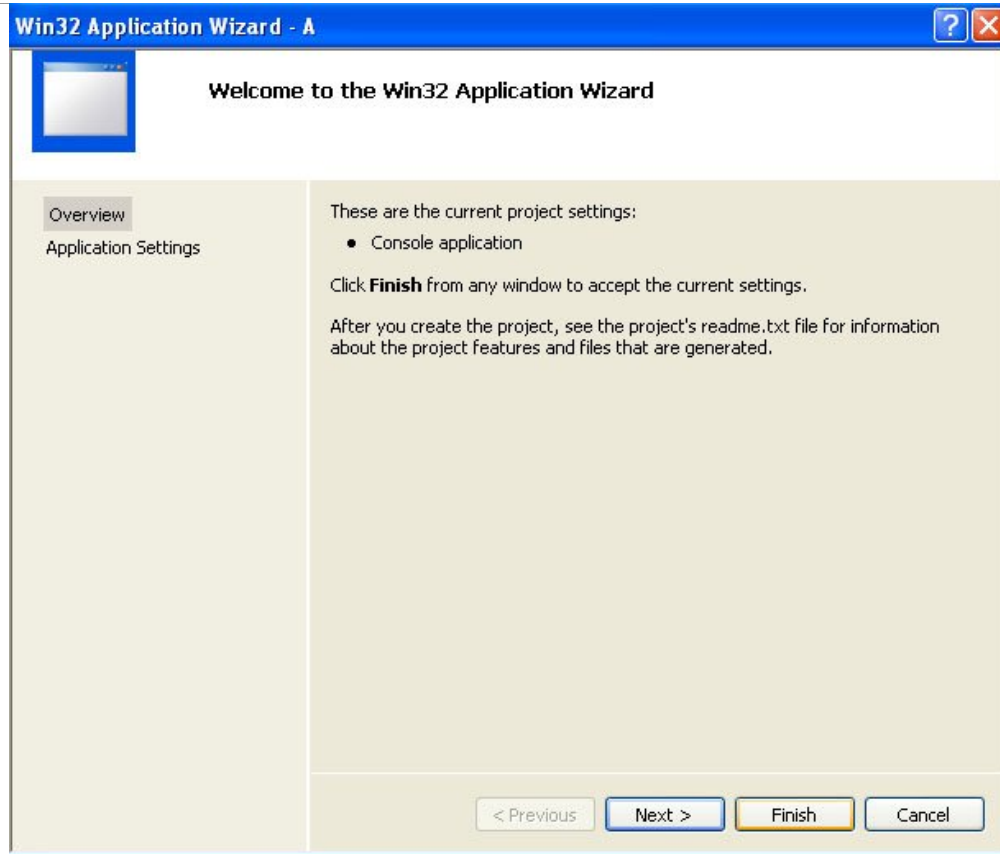 Win32 Application Wizard - A
Welcome to the Win32 Application Wizard
Overview
Application Settings
These are the current project settings:
• Console application
Click Finish from any window to accept the current settings.
After you create the project, see the project's readme.txt file for information
about the project features and files that are generated.
< Previous
Next >
Finish
Cancel